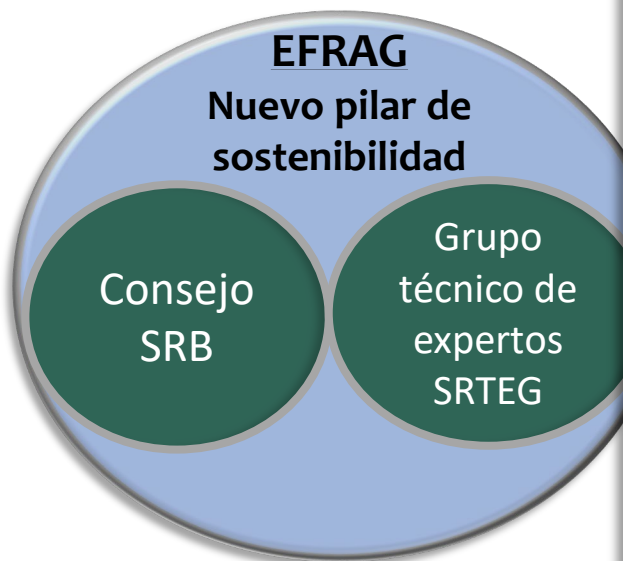 EFRAG
Nuevo pilar de
sostenibilidad
Consejo
SRB
Grupo
técnico de
expertos
SRTEG